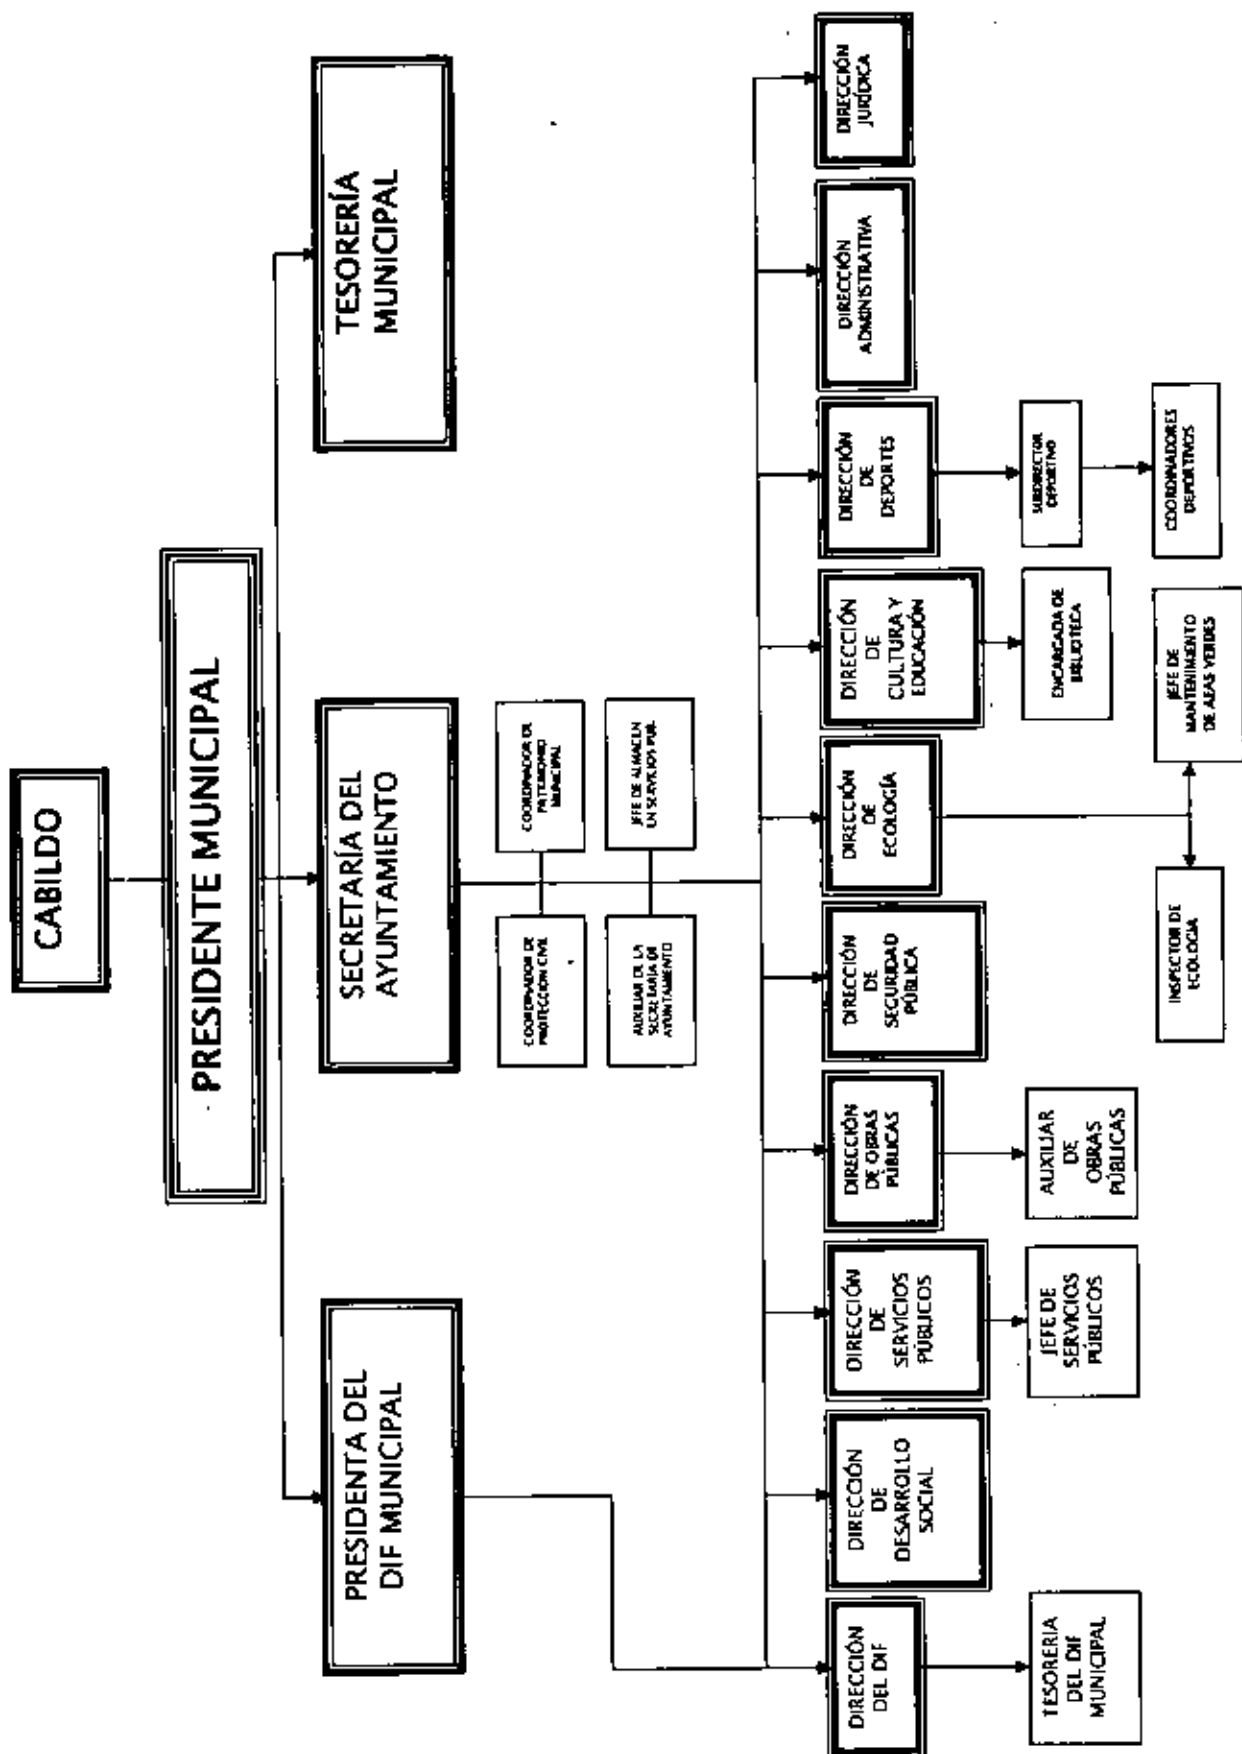 CABILDO
PRESIDENTE MUNICIPAL
PRESIDENTA DEL
DIF MUNICIPAL
SECRETARÍA DEL
AYUNTAMIENTO
TESORERÍA
MUNICIPAL
COORDINADOR DE
PROTECCION CIVIL
COORDINADOR DE
PATRIMONIO
MUNICIPAL
AUXILIAR DE LA
SECRETARIA DE
AYUNTAMIENTO
JEFE DE ALMACEN
EN SERVICIOS PUB-
DIRECCIÓN
DEL DIF
DIRECCIÓN
DE
DESARROLLO
SOCIAL
DIRECCIÓN
DE
SERVICIOS
PÚBLICOS
DIRECCIÓN
DE OBRAS
PÚBLICAS
DIRECCIÓN
DE
SEGURIDAD
PÚBLICA
DIRECCIÓN
DE
ECOLOGÍA
DIRECCIÓN
DE
CULTURA Y
EDUCACIÓN
DIRECCIÓN
DE
DEPORTES
DIRECCIÓN
ADMINISTRATIVA
DIRECCIÓN
JURÍDICA
TESORERIA
DEL DIF
MUNICIPAL
JEFE DE
SERVICIOS
PÚBLICOS
AUXILIAR
DE
OBRAS
PÚBLICAS
ENCARGADA DE
BIBLIOTECA
SUBDIRECTOR
DEPORTIVO
INSPECTOR DE
ECOLOGIA
JEFE DE
MANTENIMIENTO
DE AEAS VERDES
COORDINADORES
DEPORTIVOS